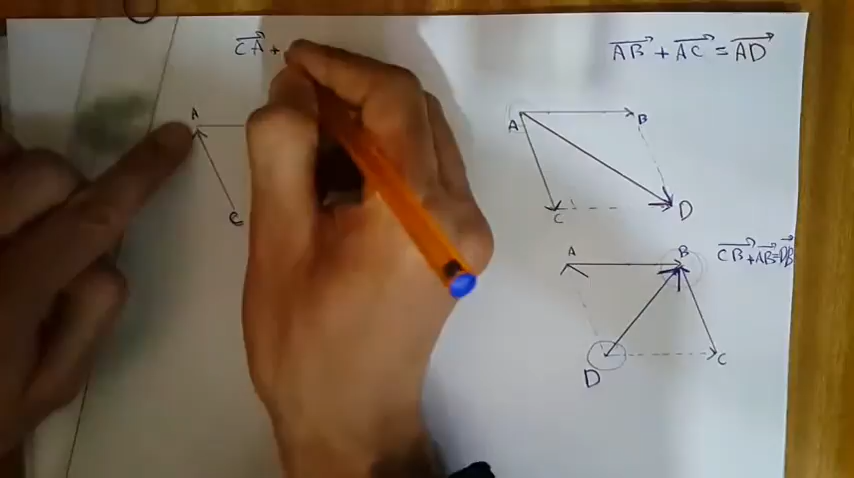 CA +
AB + AC = AD
A
C
A B
C D
A B CB + AB = DB
D C